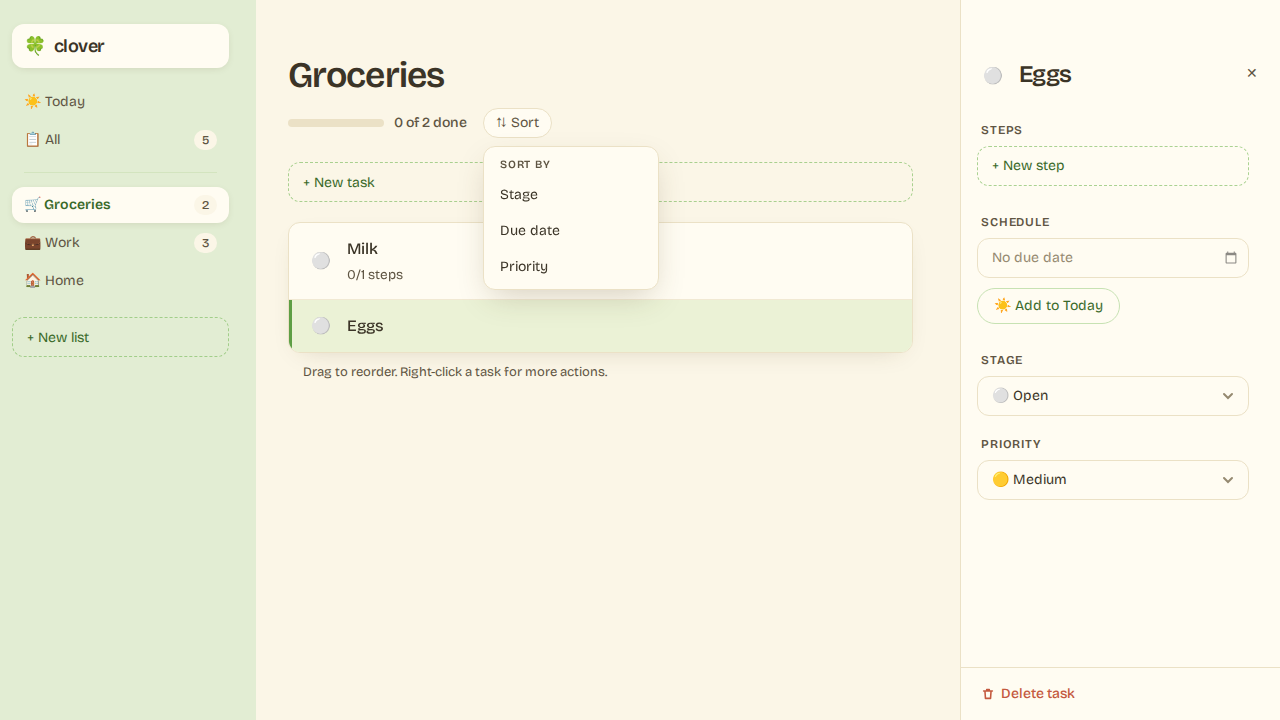 clover
Today
All 5
Groceries 2
Work 3
Home
+ New list
Groceries
0 of 2 done
Sort
SORT BY
Stage
Due date
Priority
+ New task
Milk
0/1 steps
Eggs
Drag to reorder. Right-click a task for more actions.
Eggs
STEPS
+ New step
SCHEDULE
No due date
Add to Today
STAGE
Open
PRIORITY
Medium
Delete task